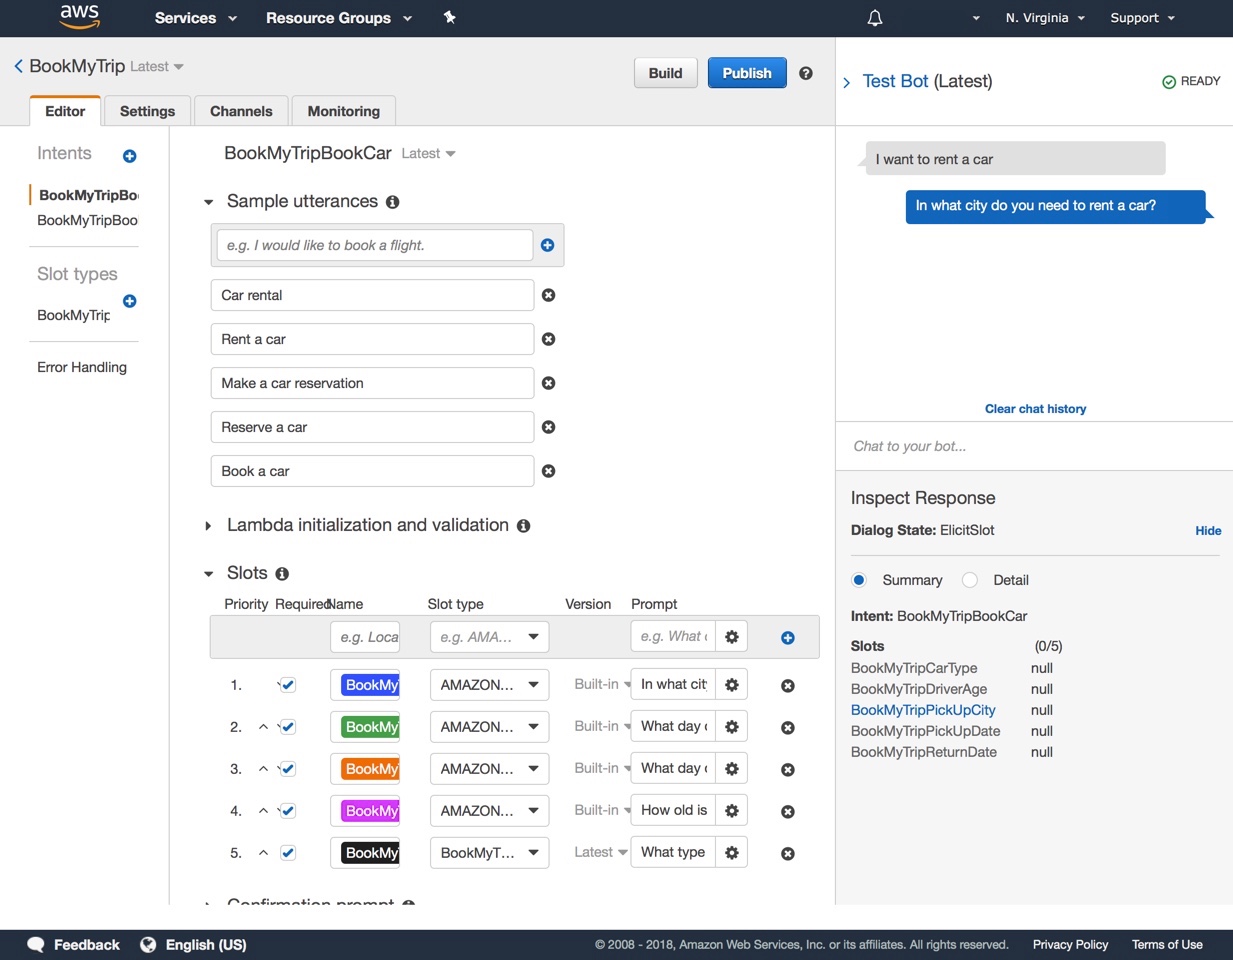 aws
Services
Resource Groups
N. Virginia
Support
BookMyTrip Latest
Build
Publish
Test Bot (Latest)
READY
Editor
Settings
Channels
Monitoring
Intents
BookMyTripBo
BookMyTripBoo
Slot types
BookMyTrip
Error Handling
BookMyTripBookCar Latest
Sample utterances
e.g. I would like to book a flight.
Car rental
Rent a car
Make a car reservation
Reserve a car
Book a car
Lambda initialization and validation
Slots
Priority Required Name Slot type Version Prompt
e.g. Loca e.g. AMA... e.g. What
1. BookMy AMAZON... Built-in In what city
2. BookMy AMAZON... Built-in What day
3. BookMy AMAZON... Built-in What day
4. BookMy AMAZON... Built-in How old is
5. BookMy BookMyT... Latest What type
Confirmation prompt
I want to rent a car
In what city do you need to rent a car?
Clear chat history
Chat to your bot...
Inspect Response
Dialog State: ElicitSlot
Hide
Summary
Detail
Intent: BookMyTripBookCar
Slots (0/5)
BookMyTripCarType null
BookMyTripDriverAge null
BookMyTripPickUpCity null
BookMyTripPickUpDate null
BookMyTripReturnDate null
Feedback
English (US)
© 2008 - 2018, Amazon Web Services, Inc. or its affiliates. All rights reserved.
Privacy Policy
Terms of Use